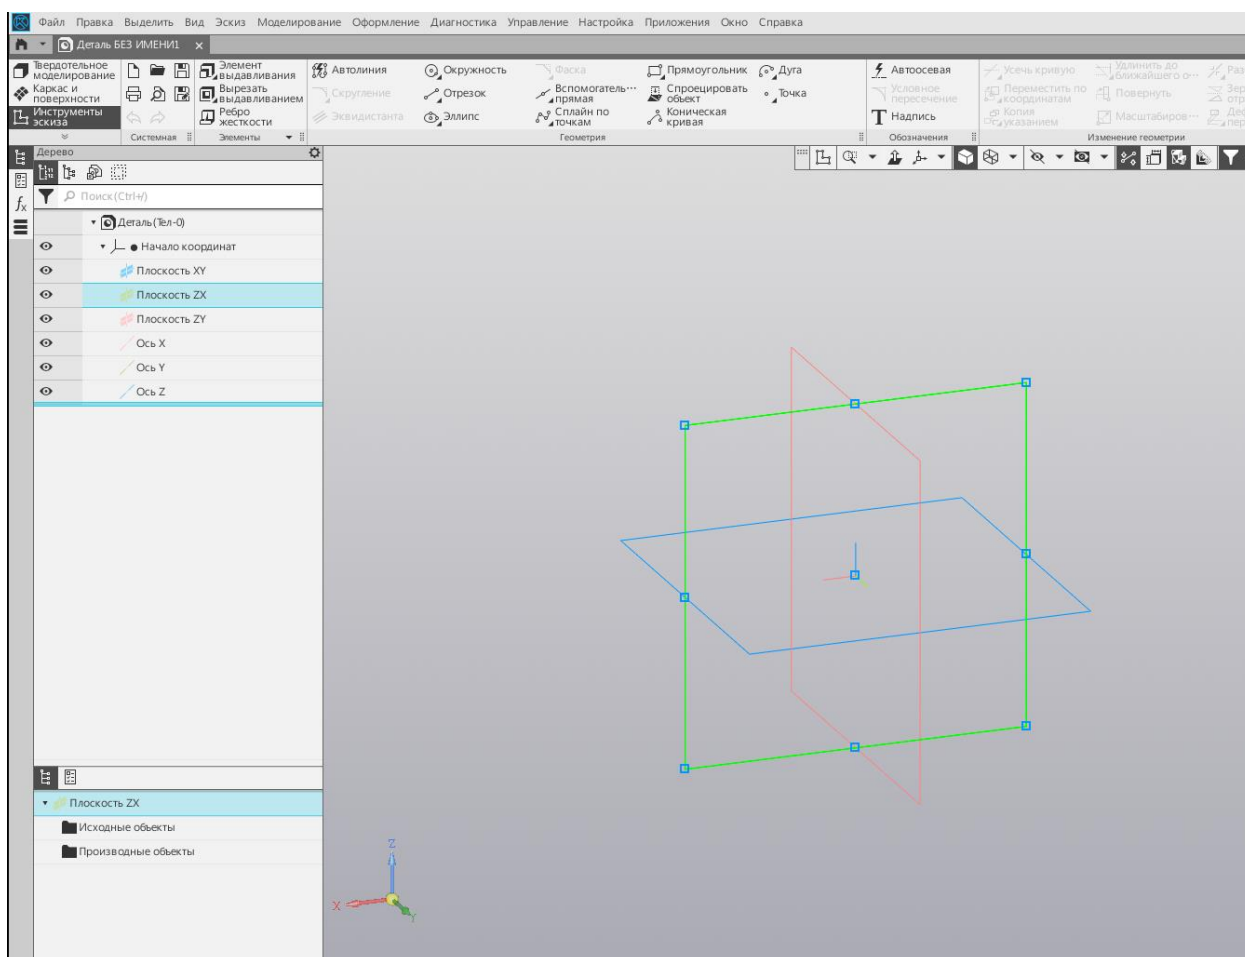 Файл Правка Выделить Вид Эскиз Моделирование Оформление Диагностика Управление Настройка Приложения Окно Справка
Деталь БЕЗ ИМЕНИ1
Твердотельное моделирование
Каркас и поверхности
Инструменты эскиза
Системная
Элемент выдавливания
Вырезать выдавливанием
Ребро жесткости
Элементы
Автолиния
Скругление
Эквидистанта
Окружность
Отрезок
Эллипс
Фаска
Вспомогатель···
прямая
Сплайн по точкам
Прямоугольник
Спроецировать объект
Коническая кривая
Дуга
Точка
Геометрия
Автоосевая
Условное пересечение
Надпись
Обозначения
Усечь кривую
Переместить по координатам
Копия указанием
Удлинить до ближайшего о···
Повернуть
Масштабиров···
Изменение геометрии
Дерево
Поиск (Ctrl+/)
Деталь (Тел-0)
Начало координат
Плоскость XY
Плоскость ZX
Плоскость ZY
Ось X
Ось Y
Ось Z
Плоскость ZX
Исходные объекты
Производные объекты
Z
X
Y